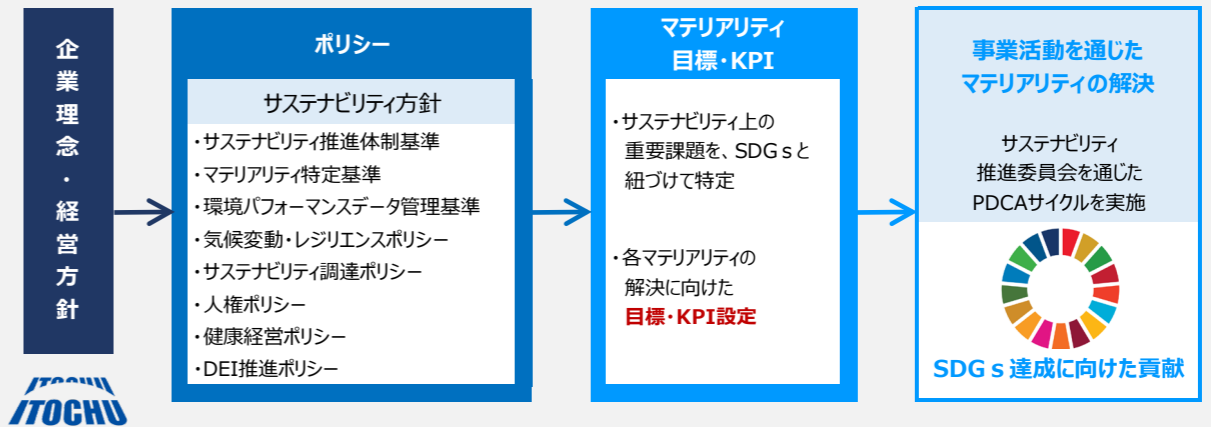 企業理念・経営方針
ポリシー
サステナビリティ方針
・サステナビリティ推進体制基準
・マテリアリティ特定基準
・環境パフォーマンスデータ管理基準
・気候変動・レジリエンスポリシー
・サステナビリティ調達ポリシー
・人権ポリシー
・健康経営ポリシー
・DEI推進ポリシー
マテリアリティ
目標・KPI
・サステナビリティ上の
重要課題を、SDGｓと
紐づけて特定
・各マテリアリティの
解決に向けた
目標・KPI設定
事業活動を通じた
マテリアリティの解決
サステナビリティ
推進委員会を通じた
PDCAサイクルを実施
SDGｓ達成に向けた貢献
ITOCHU
ITOCHU